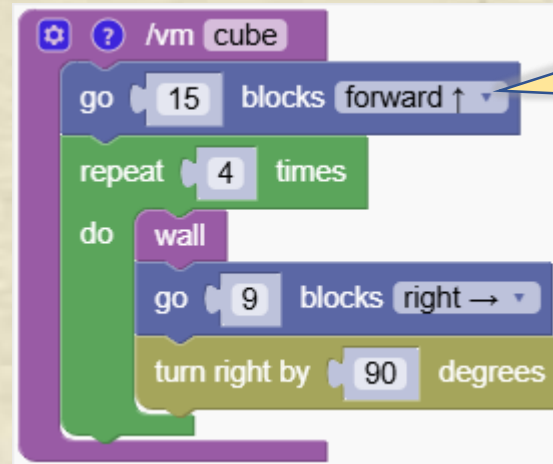 ? /vm cube
go 15 blocks forward ↑
repeat 4 times
do wall
go 9 blocks right →
turn right by 90 degrees